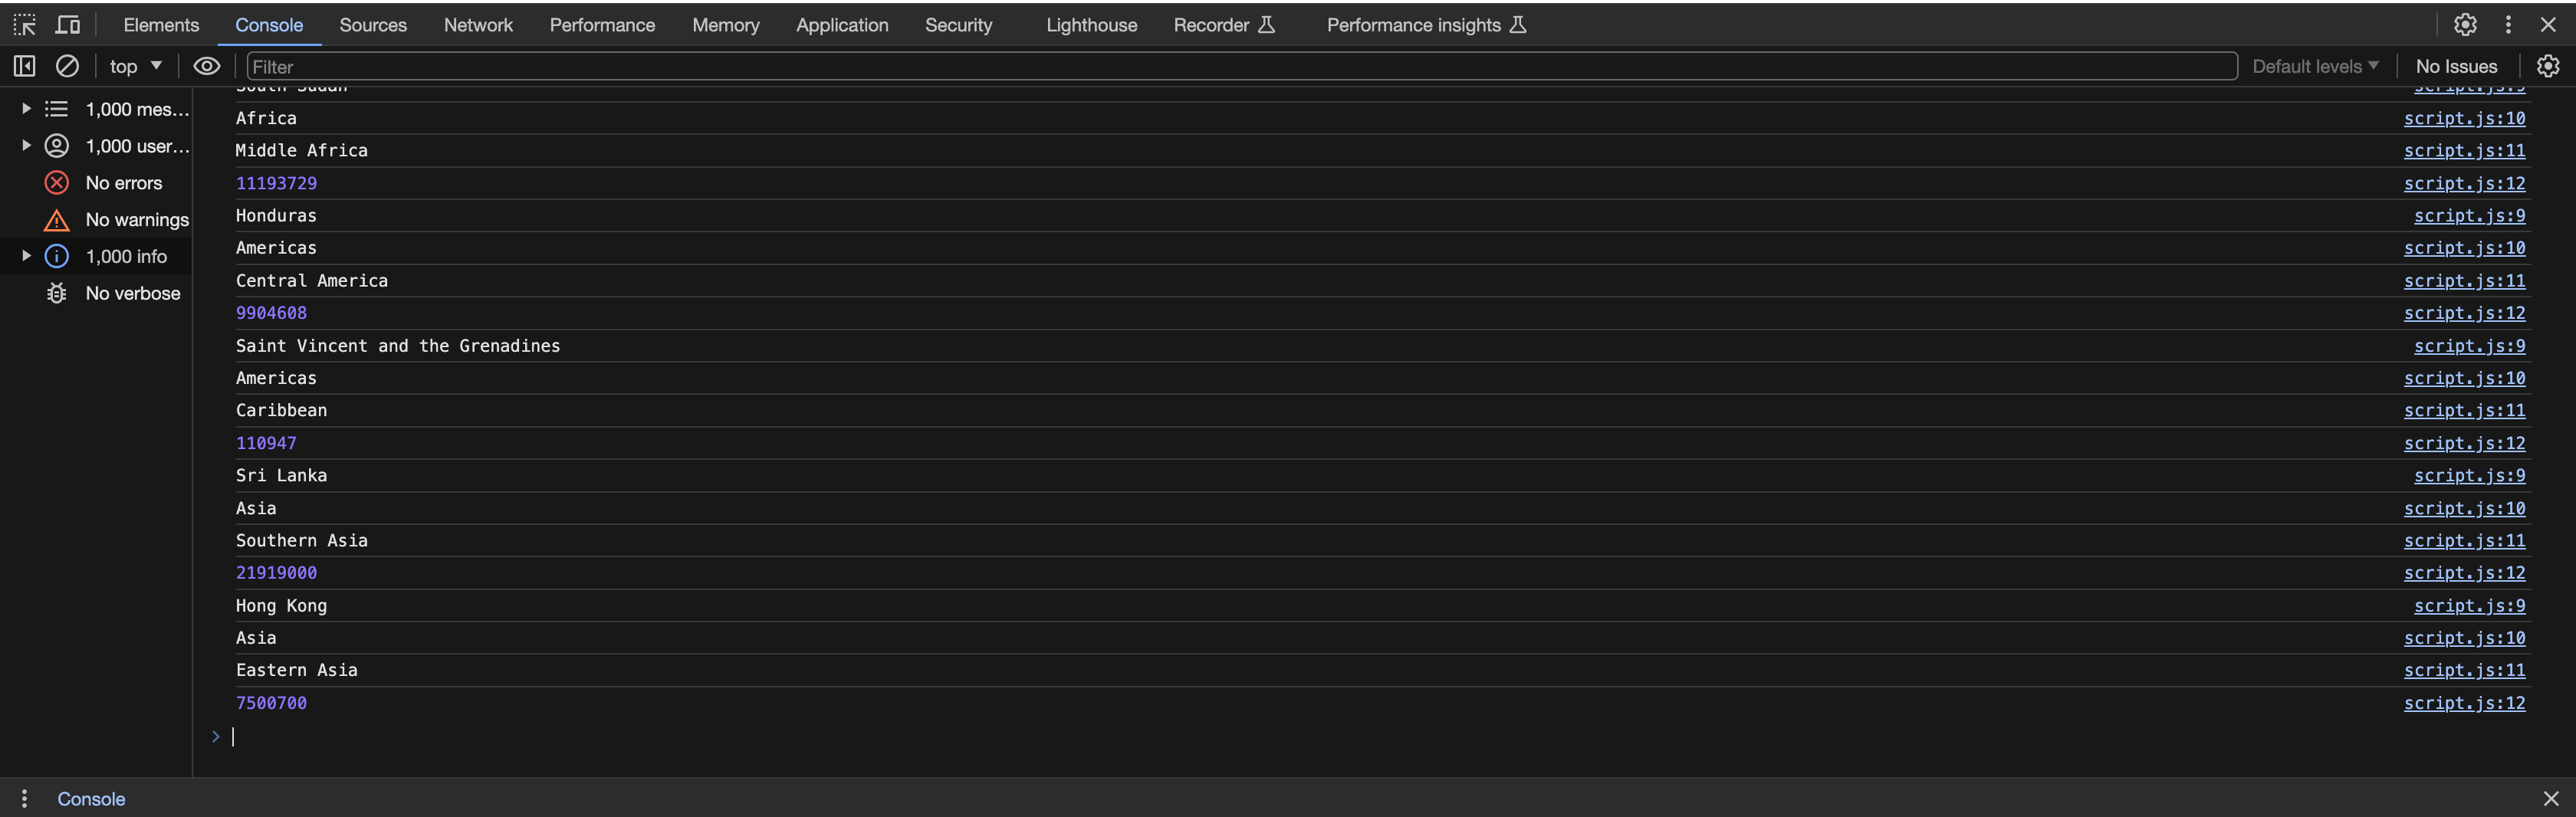 Elements Console Sources Network Performance Memory Application Security Lighthouse Recorder Performance insights
top Filter Default levels No Issues
South Sudan script.js:9
1,000 mes...
Africa script.js:10
1,000 user...
Middle Africa script.js:11
No errors
11193729 script.js:12
Honduras script.js:9
No warnings
Americas script.js:10
1,000 info
Central America script.js:11
No verbose
9904608 script.js:12
Saint Vincent and the Grenadines script.js:9
Americas script.js:10
Caribbean script.js:11
110947 script.js:12
Sri Lanka script.js:9
Asia script.js:10
Southern Asia script.js:11
21919000 script.js:12
Hong Kong script.js:9
Asia script.js:10
Eastern Asia script.js:11
7500700 script.js:12
>
Console